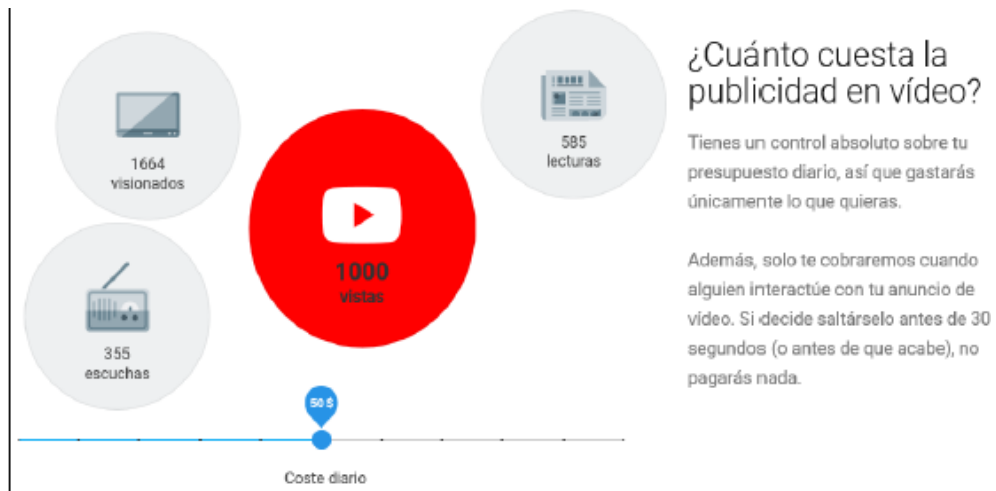 1664
visionados
585
lecturas
1000
vistas
355
escuchas
50 $
Coste diario
¿Cuánto cuesta la
publicidad en vídeo?
Tienes un control absoluto sobre tu
presupuesto diario, así que gastarás
únicamente lo que quieras.
Además, solo te cobraremos cuando
alguien interactúe con tu anuncio de
vídeo. Si decide saltárselo antes de 30
segundos (o antes de que acabe), no
pagarás nada.